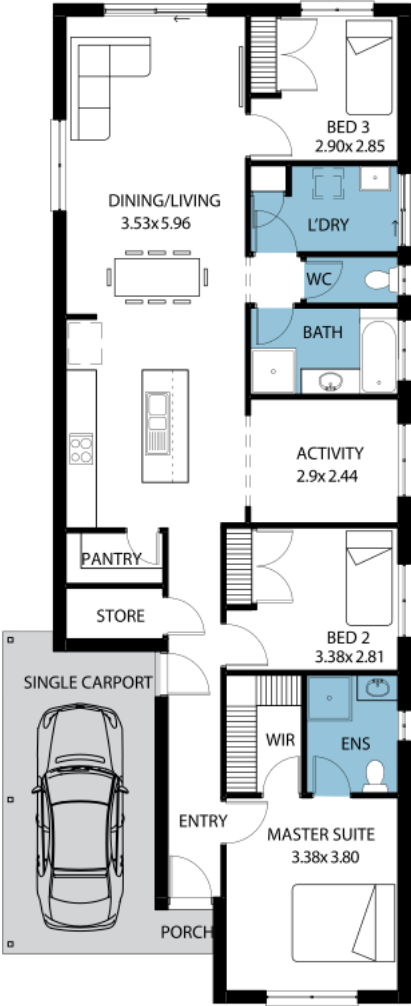 BED 3
2.90x 2.85
DINING/LIVING
3.53x 5.96
L'DRY
WC
BATH
ACTIVITY
2.9x 2.44
PANTRY
STORE
BED 2
3.38x 2.81
SINGLE CARPORT
WIR
ENS
ENTRY
MASTER SUITE
3.38x 3.80
PORCH